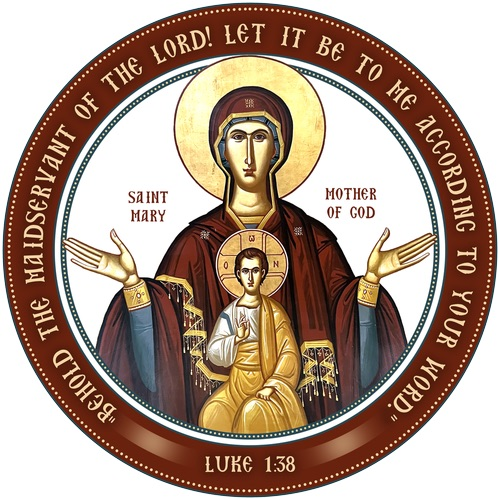 "BEHOLD THE MAIDSERVANT OF THE LORD! LET IT BE TO ME ACCORDING TO YOUR WORD."
SAINT
MARY
MOTHER
OF GOD
Ο Ω Ν
LUKE 1:38